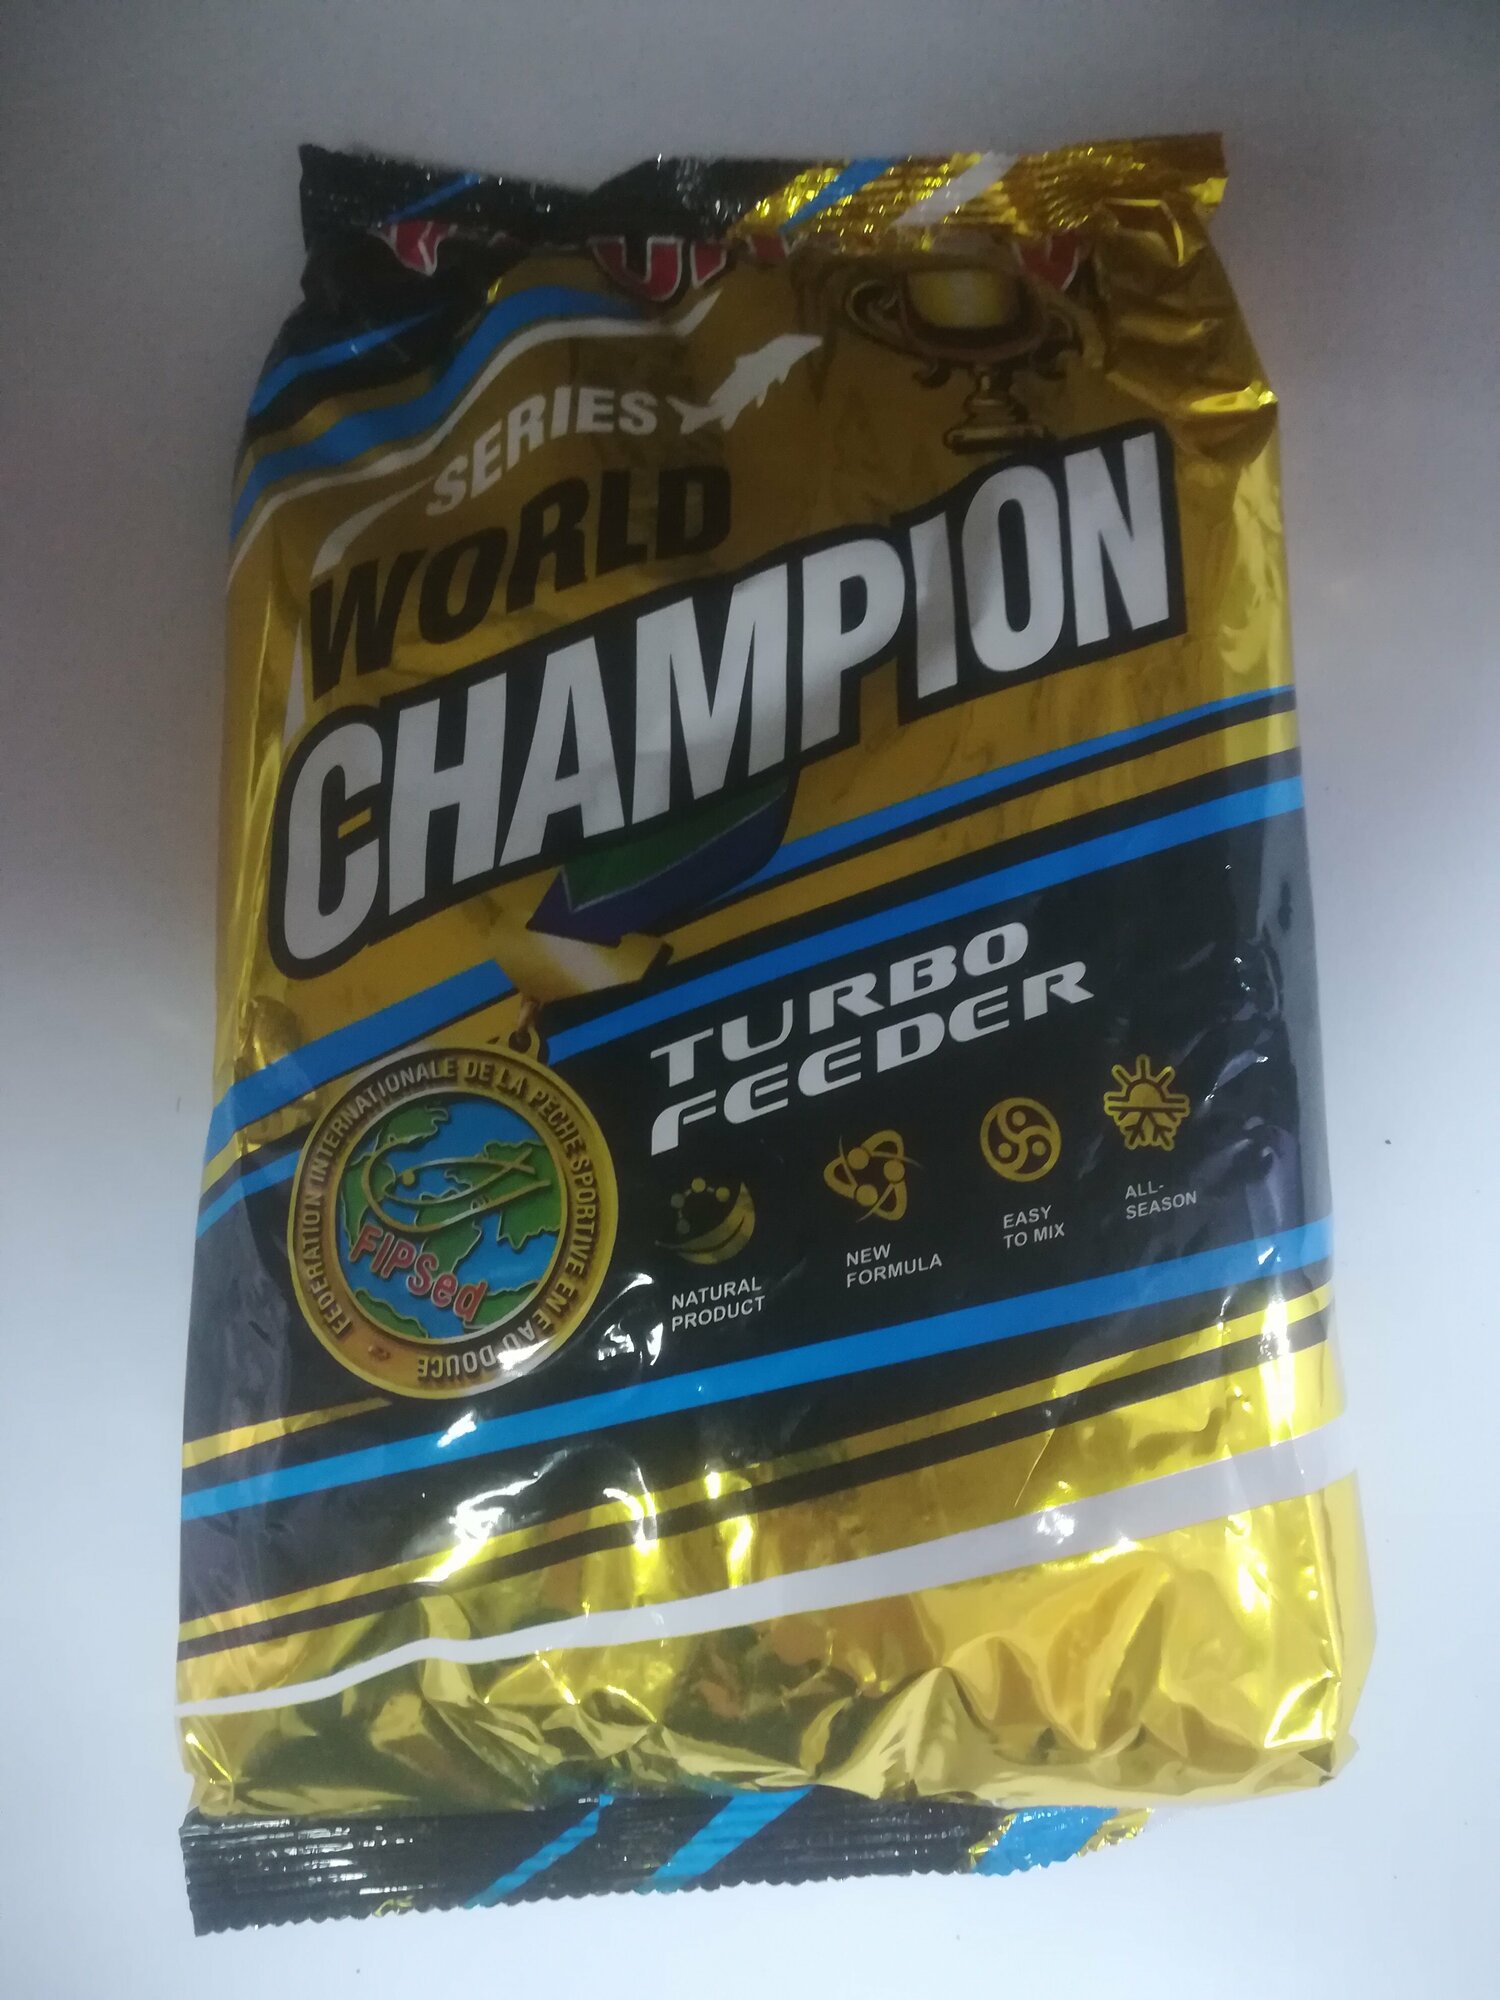 SERIES
WORLD
CHAMPION
TURBO
FEEDER
FEDERATION INTERNATIONALE DE LA PECHE SPORTIVE EN EAU DOUCE
FIPSed
NATURAL
PRODUCT
NEW
FORMULA
EASY
TO MIX
ALL-
SEASON